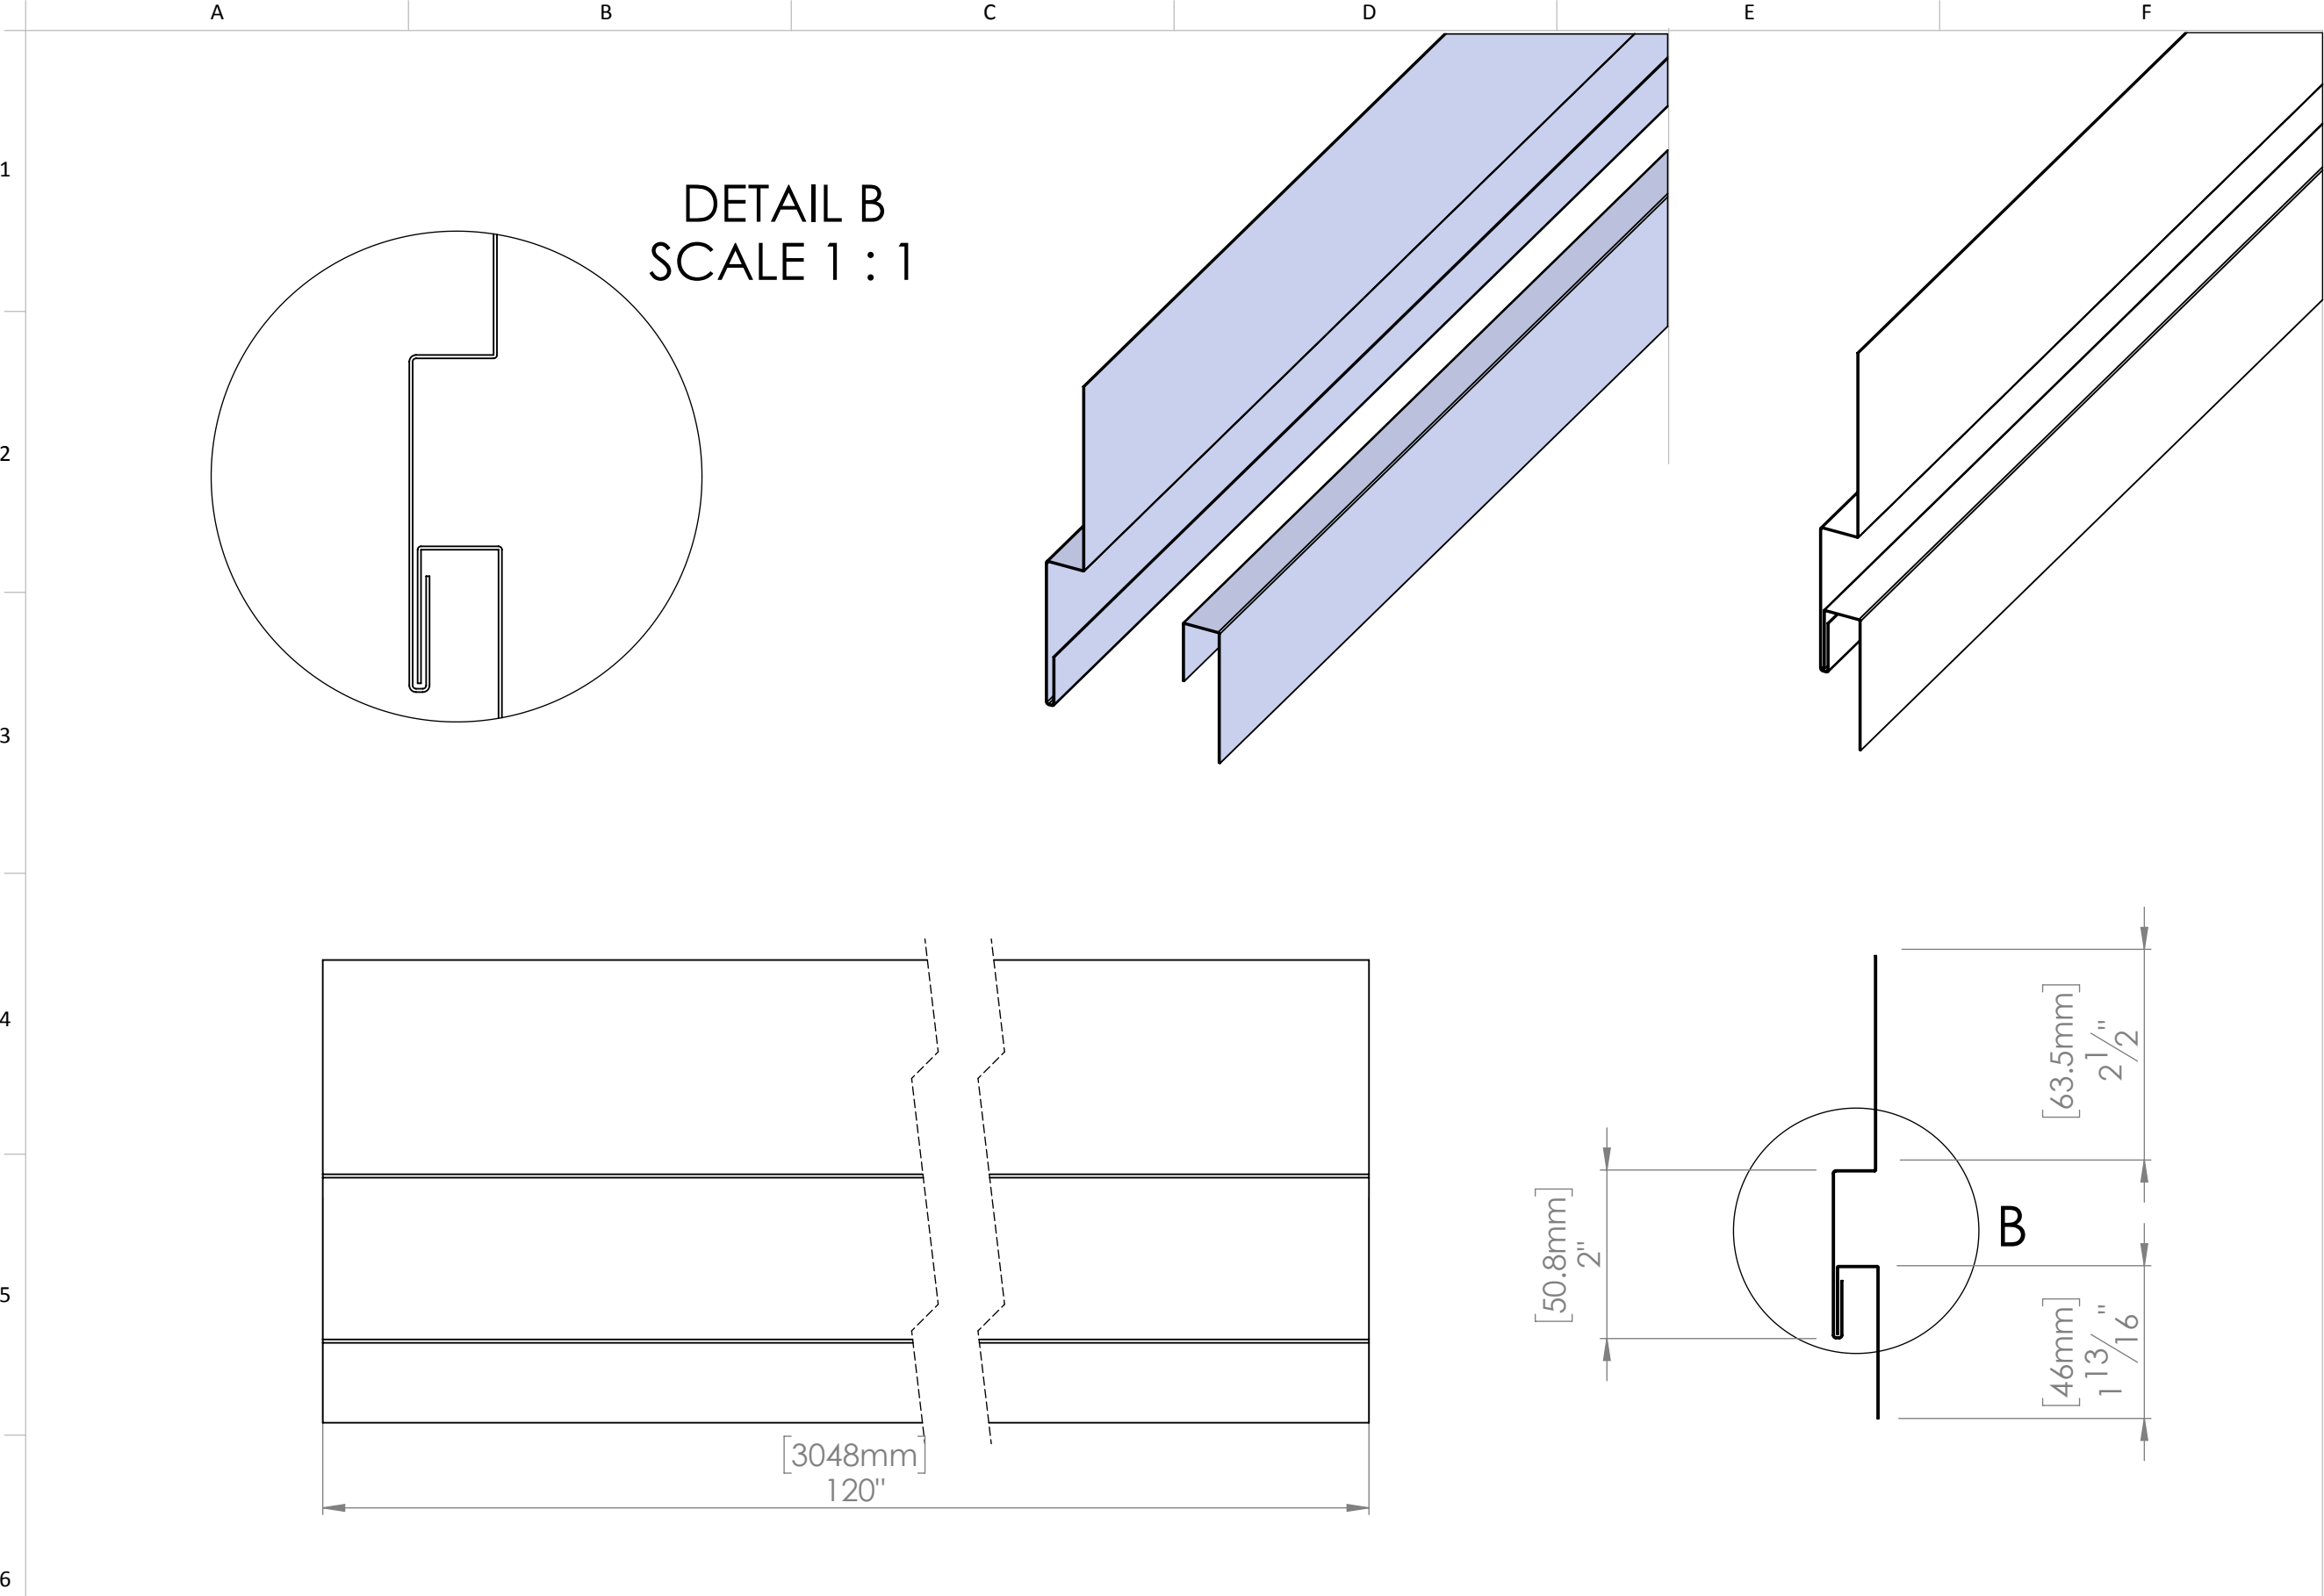 A B C D E F
1
DETAIL B
SCALE 1 : 1
2
3
4
[63.5mm]
2 1/2"
[50.8mm]
2"
B
5
[46mm]
1 13/16"
[3048mm]
120"
6